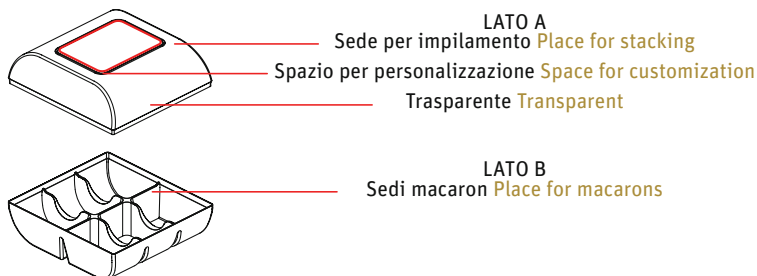 LATO A
Sede per impilamento Place for stacking
Spazio per personalizzazione Space for customization
Trasparente Transparent
LATO B
Sedi macaron Place for macarons